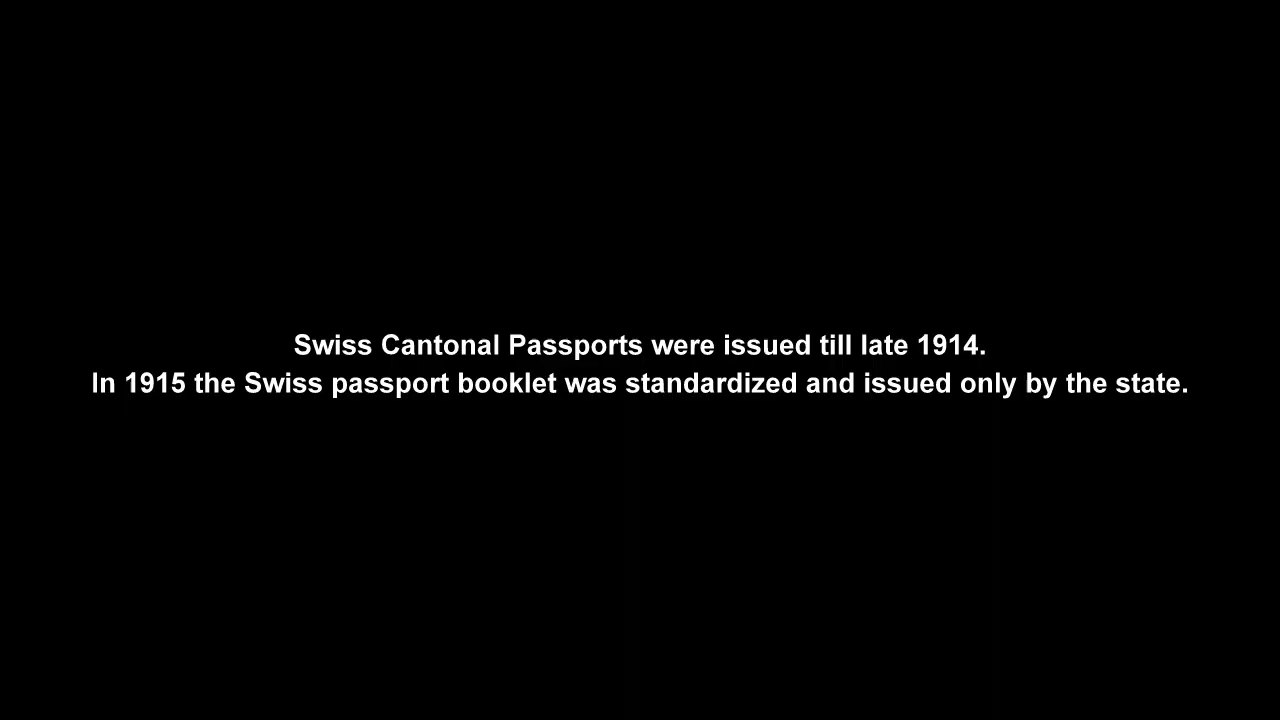 Swiss Cantonal Passports were issued till late 1914.
In 1915 the Swiss passport booklet was standardized and issued only by the state.